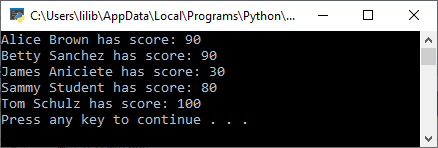 C:\Users\lilib\AppData\Local\Programs\Python\...
Alice Brown has score: 90
Betty Sanchez has score: 90
James Aniciete has score: 30
Sammy Student has score: 80
Tom Schulz has score: 100
Press any key to continue . . .